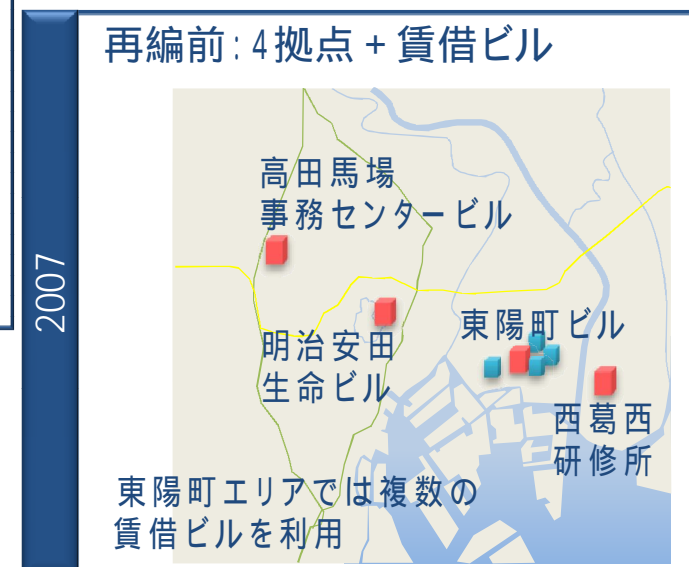 再編前:4拠点+賃借ビル
2007
高田馬場
事務センタービル
明治安田
生命ビル
東陽町ビル
西葛西
研修所
東陽町エリアでは複数の
賃借ビルを利用